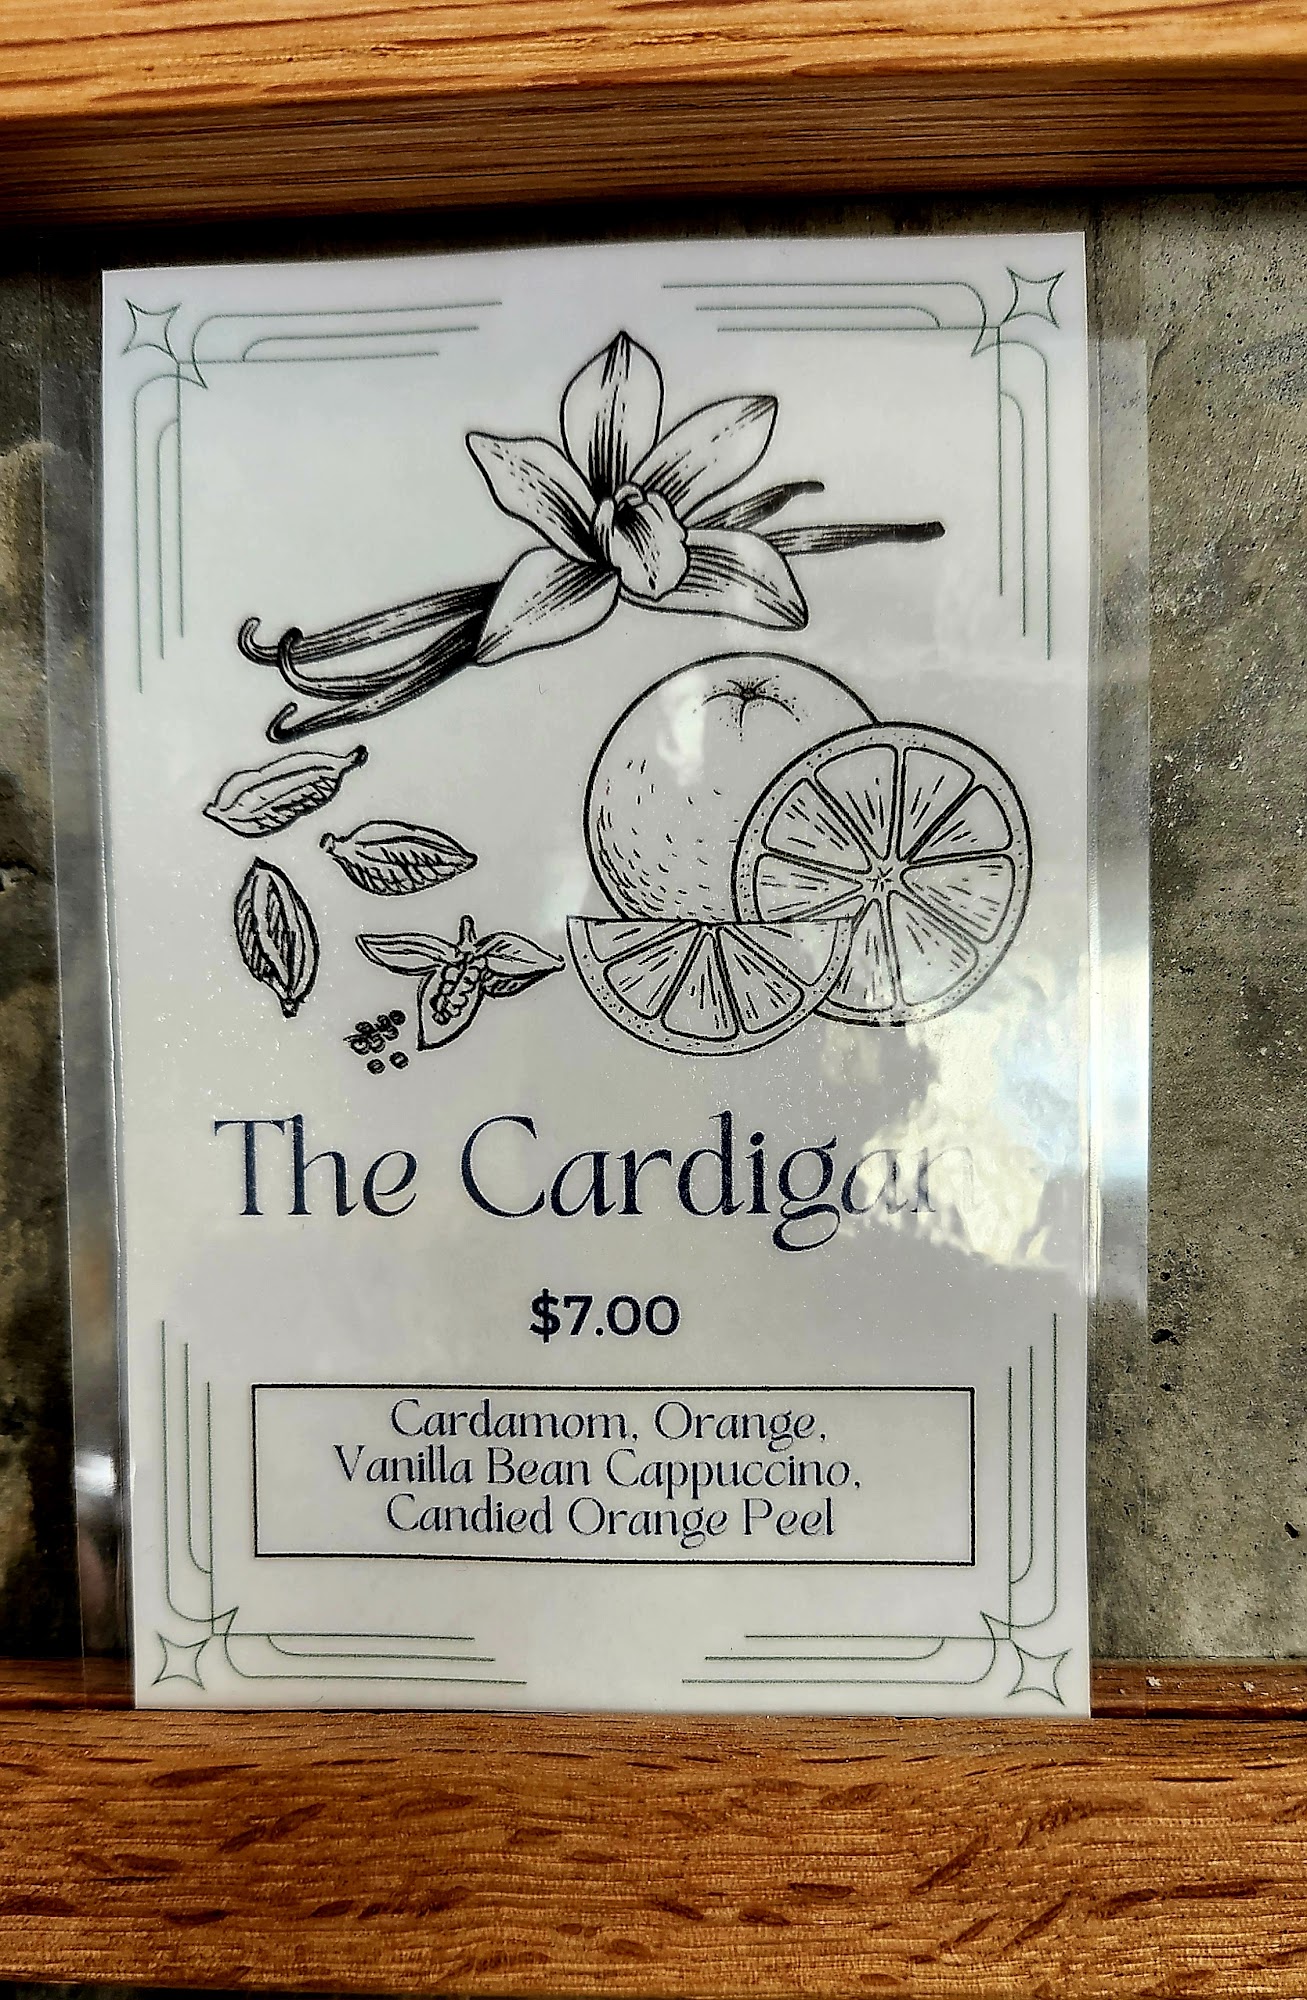 The Cardigan
$7.00
Cardamom, Orange,
Vanilla Bean Cappuccino,
Candied Orange Peel